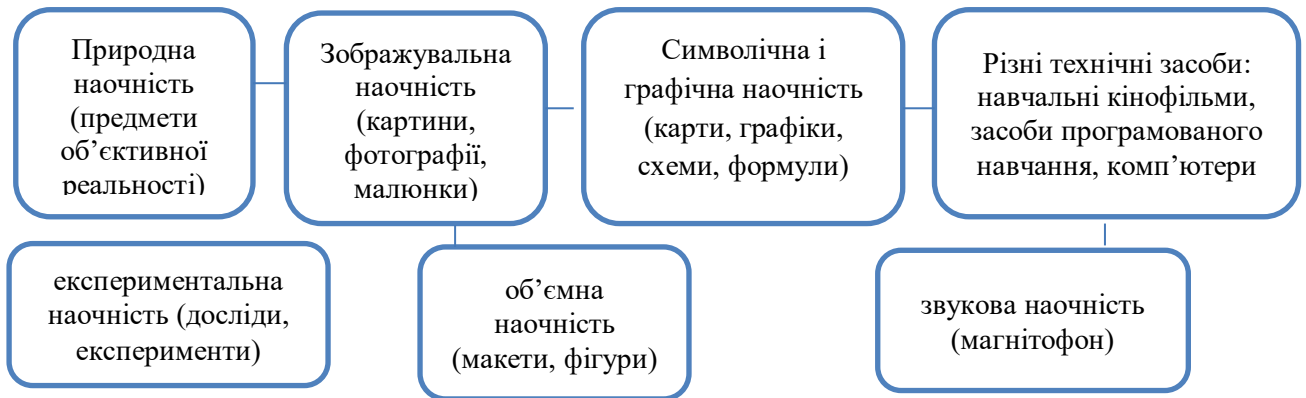 Природна
наочність
(предмети
об’єктивної
реальності)
Зображувальна
наочність
(картини,
фотографії,
малюнки)
Символічна і
графічна наочність
(карти, графіки,
схеми, формули)
Різні технічні засоби:
навчальні кінофільми,
засоби програмованого
навчання, комп’ютери
експериментальна
наочність (досліди,
експерименти)
об’ємна
наочність
(макети, фігури)
звукова наочність
(магнітофон)